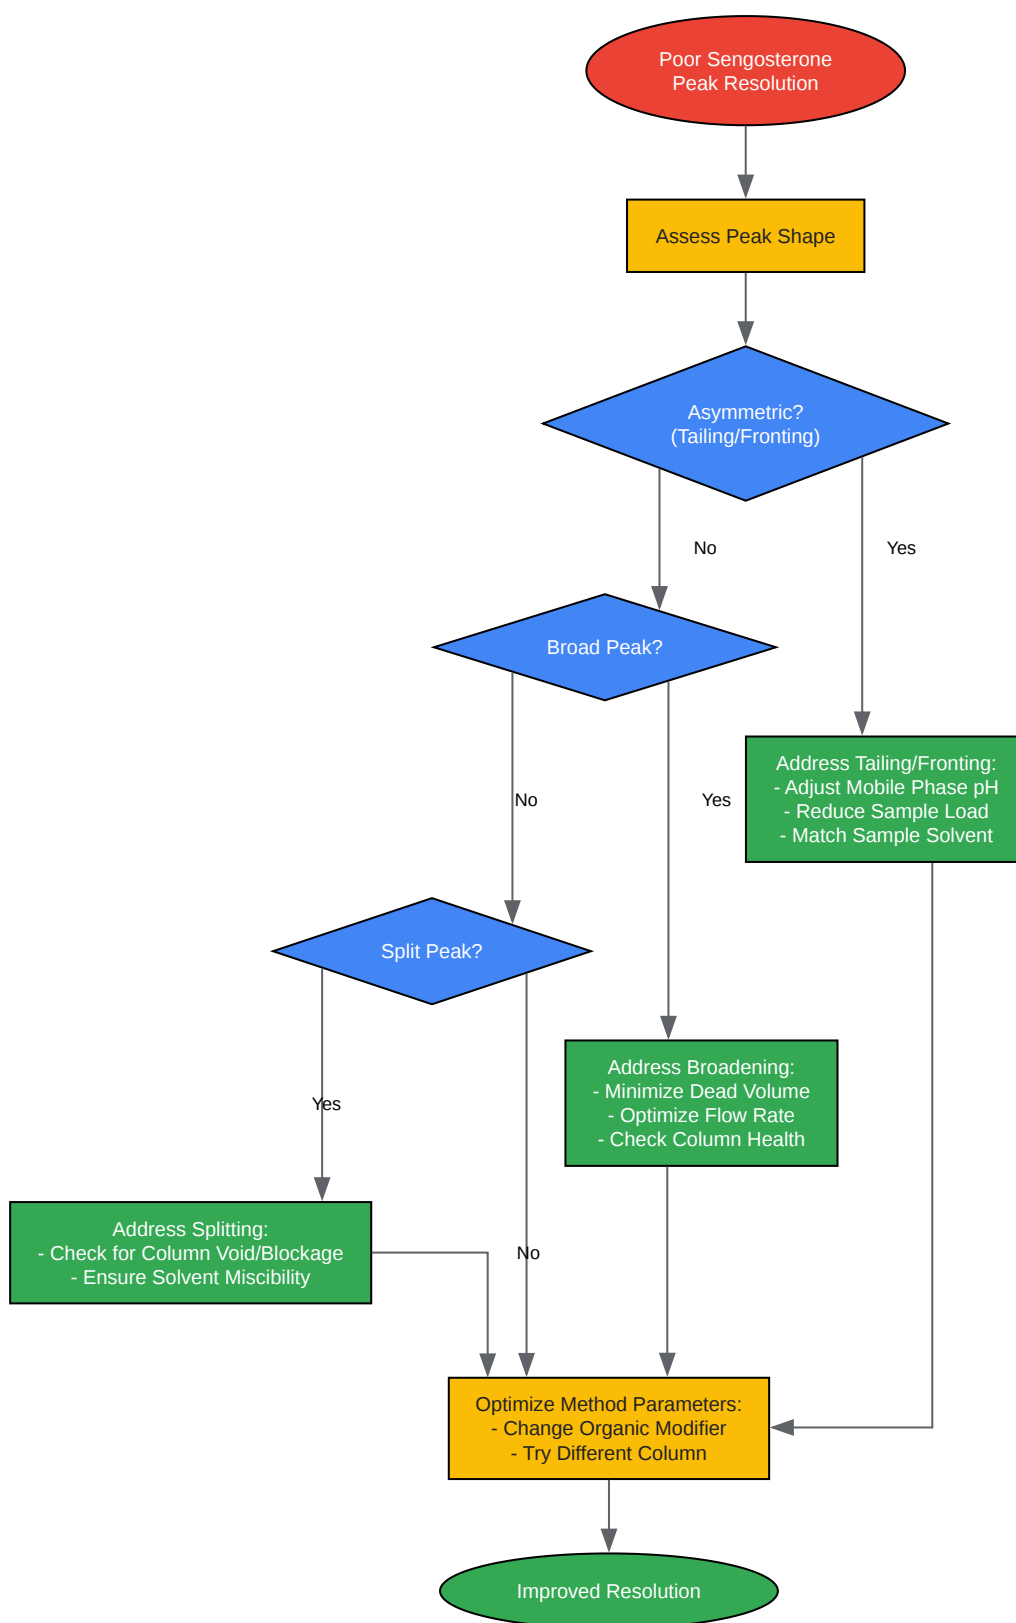 Poor Sengosterone
Peak Resolution
Assess Peak Shape
Asymmetric?
(Tailing/Fronting)
No
Yes
Broad Peak?
Address Tailing/Fronting:
- Adjust Mobile Phase pH
- Reduce Sample Load
- Match Sample Solvent
No
Yes
Split Peak?
Address Broadening:
- Minimize Dead Volume
- Optimize Flow Rate
- Check Column Health
Yes
Address Splitting:
- Check for Column Void/Blockage
- Ensure Solvent Miscibility
No
Optimize Method Parameters:
- Change Organic Modifier
- Try Different Column
Improved Resolution